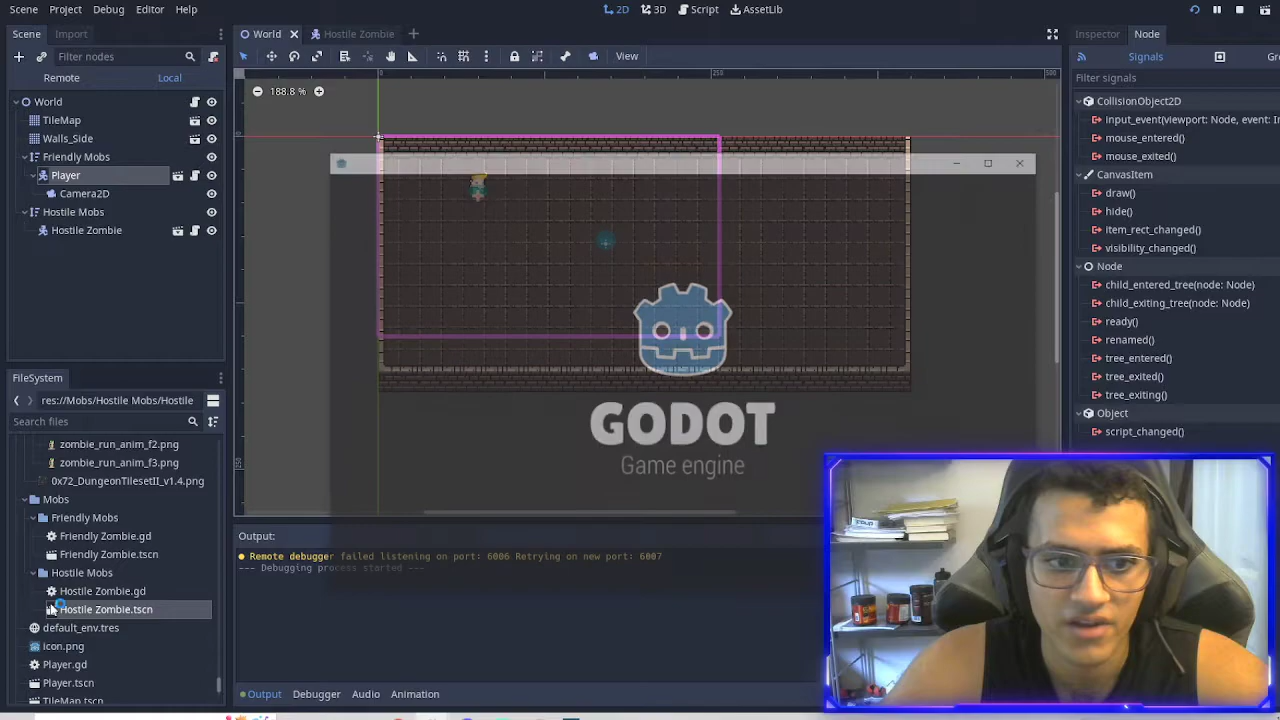 Scene Project Debug Editor Help
2D 3D Script AssetLib
Scene Import
World Hostile Zombie
Inspector Node
Filter nodes
View
Signals Gr
Remote Local
0 250 500
Filter signals
188.8 %
World
TileMap
Walls_Side
Friendly Mobs
Player
Camera2D
Hostile Mobs
Hostile Zombie
CollisionObject2D
input_event(viewport: Node, event: In
mouse_entered()
mouse_exited()
CanvasItem
draw()
hide()
item_rect_changed()
visibility_changed()
Node
child_entered_tree(node: Node)
child_exiting_tree(node: Node)
ready()
renamed()
tree_entered()
tree_exited()
tree_exiting()
Object
script_changed()
GODOT
Game engine
FileSystem
res://Mobs/Hostile Mobs/Hostile
Search files
zombie_run_anim_f2.png
zombie_run_anim_f3.png
0x72_DungeonTilesetII_v1.4.png
Mobs
Friendly Mobs
Friendly Zombie.gd
Friendly Zombie.tscn
Hostile Mobs
Hostile Zombie.gd
Hostile Zombie.tscn
default_env.tres
icon.png
Player.gd
Player.tscn
TileMap.tscn
Output:
Remote debugger failed listening on port: 6006 Retrying on new port: 6007
--- Debugging process started ---
Output Debugger Audio Animation